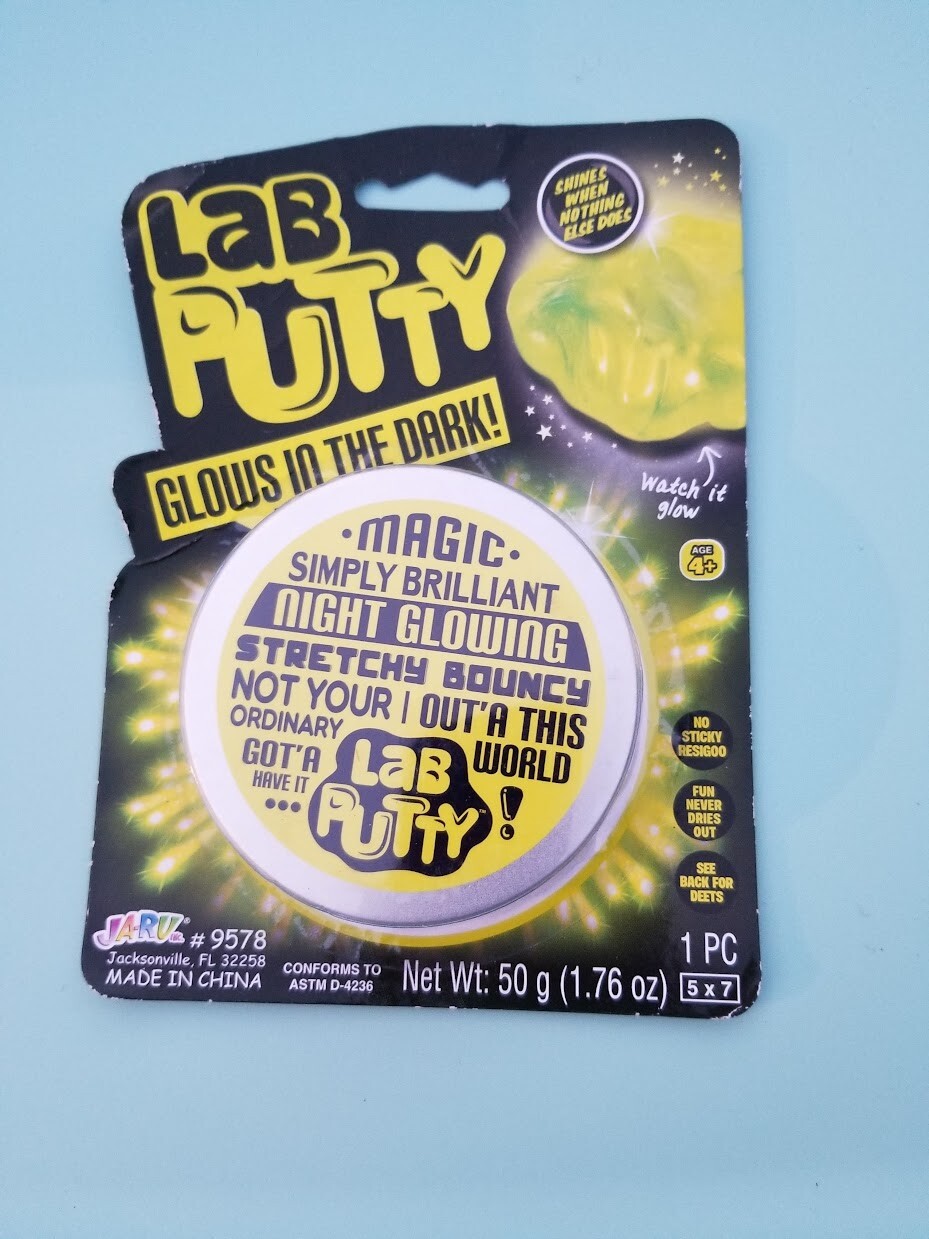 Lab
PUTTY
GLOWS IN THE DARK!
SHINES
WHEN
NOTHING
ELSE DOES
Watch it
glow
AGE
4+
•MAGIC•
SIMPLY BRILLIANT
NIGHT GLOWING
STRETCHY BOUNCY
NOT YOUR
ORDINARY
OUT'A THIS
WORLD
GOT'A
HAVE IT
...
Lab
PUTTY™
!
NO
STICKY
RESIGOO
FUN
NEVER
DRIES
OUT
SEE
BACK FOR
DEETS
JA-RU® INC. # 9578
Jacksonville, FL 32258
MADE IN CHINA
CONFORMS TO
ASTM D-4236
Net Wt: 50 g (1.76 oz)
1 PC
5 x 7